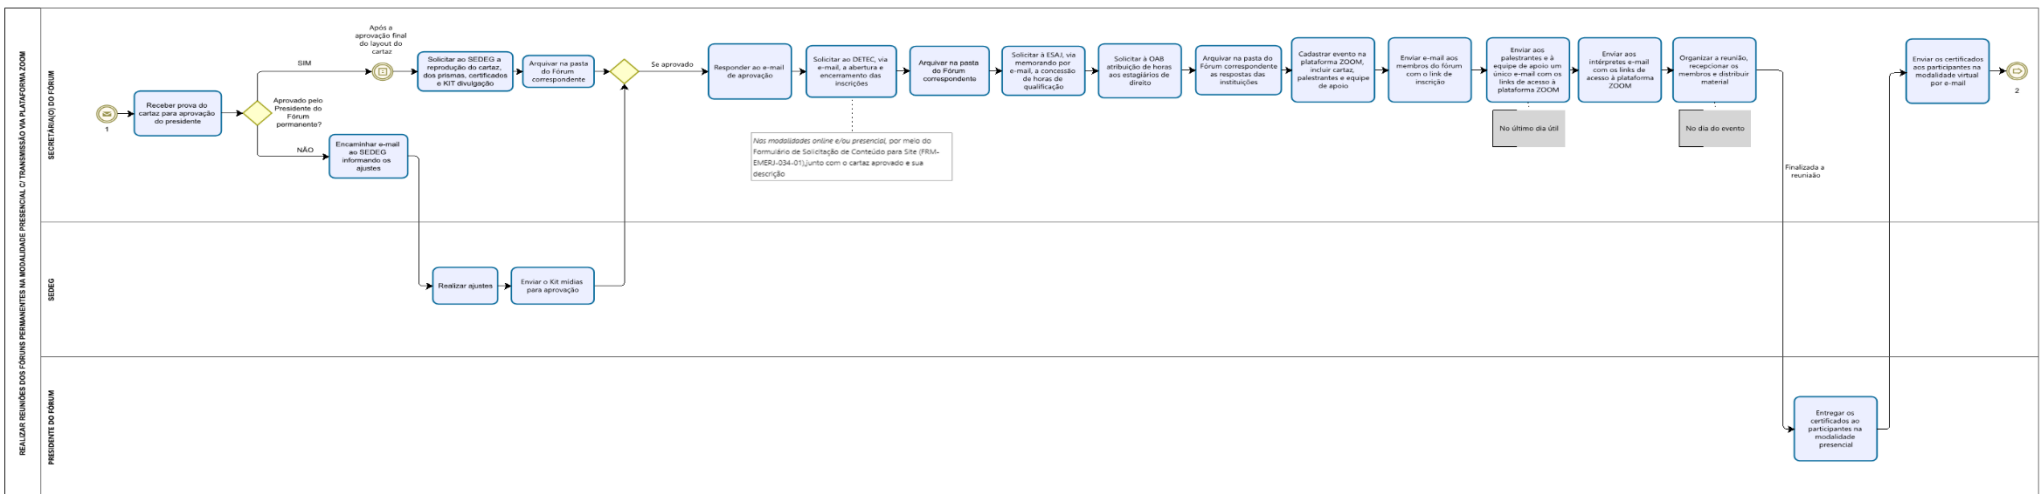 REALIZAR REUNIÕES DOS FÓRUNS PERMANENTES NA MODALIDADE PRESENCIAL C/ TRANSMISSÃO VIA PLATAFORMA ZOOM
SECRETÁRIA(O) DO FÓRUM
1
Receber prova do
cartaz para aprovação
do presidente
Aprovado pelo
Presidente do
Fórum
permanente?
SIM
NÃO
Após a
aprovação final
do layout do
cartaz
Solicitar ao SEDEG a
reprodução do cartaz,
dos prismas, certificados
e KIT divulgação
Arquivar na pasta
do Fórum
correspondente
Encaminhar e-mail
ao SEDEG
informando os
ajustes
Se aprovado
Responder ao e-mail
de aprovação
Solicitar ao DETEC, via
e-mail, a abertura e
encerramento das
inscrições
Nas modalidades online e/ou presencial, por meio do
Formulário de Solicitação de Conteúdo para Site (FRM-
EMERJ-034-01),junto com o cartaz aprovado e sua
descrição
Arquivar na pasta
do Fórum
correspondente
Solicitar à ESAJ, via
memorando por
e-mail, a concessão
de horas de
qualificação
Solicitar à OAB
atribuição de horas
aos estagiários de
direito
Arquivar na pasta do
Fórum correspondente
as respostas das
instituições
Cadastrar evento na
plataforma ZOOM,
incluir cartaz,
palestrantes e equipe
de apoio
Enviar e-mail aos
membros do fórum
com o link de
inscrição
Enviar aos
palestrantes e à
equipe de apoio um
único e-mail com os
links de acesso à
plataforma ZOOM
No último dia útil
Enviar aos
intérpretes e-mail
com os links de
acesso à plataforma
ZOOM
Organizar a reunião,
recepcionar os
membros e distribuir
material
No dia do evento
Finalizada a
reunião
Enviar os certificados
aos participantes na
modalidade virtual
por e-mail
2
SEDEG
Realizar ajustes
Enviar o Kit mídias
para aprovação
PRESIDENTE DO FÓRUM
Entregar os
certificados ao
participantes na
modalidade
presencial